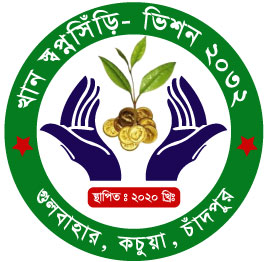 খান স্বপ্নসিঁড়ি- ভিশন ২০৩২
স্থাপিত ঃ ২০২০ খ্রিঃ
গুলবাহার, কচুয়া, চাঁদপুর